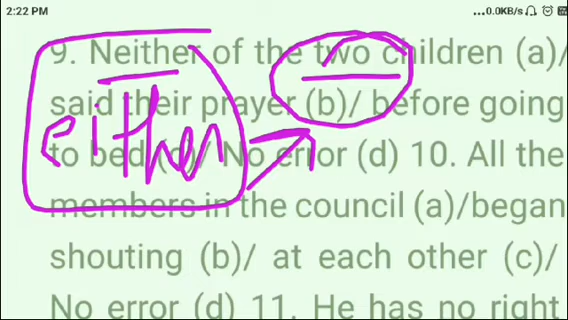 2:22 PM ...0.0KB/s
9. Neither of the two children (a)/
said their prayer (b)/ before going
either
to bed (c)/ No error (d) 10. All the
members in the council (a)/began
shouting (b)/ at each other (c)/
No error (d) 11. He has no right